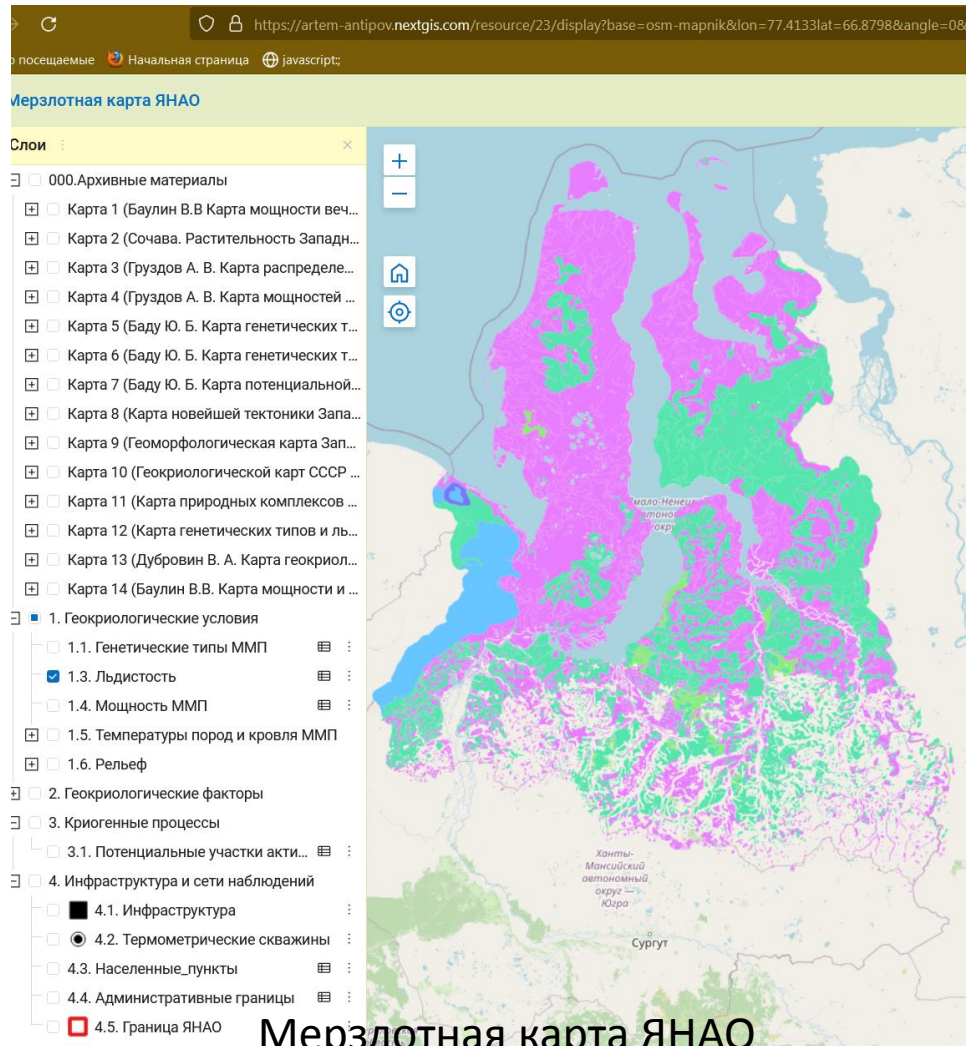 https://artem-antipov.nextgis.com/resource/23/display?base=osm-mapnik&lon=77.4133lat=66.8798&angle=0&
о посещаемые Начальная страница javascript:;
Мерзлотная карта ЯНАО
Слои
000.Архивные материалы
Карта 1 (Баулин В.В Карта мощности веч...
Карта 2 (Сочава. Растительность Западн...
Карта 3 (Груздов А. В. Карта распределе...
Карта 4 (Груздов А. В. Карта мощностей ...
Карта 5 (Баду Ю. Б. Карта генетических т...
Карта 6 (Баду Ю. Б. Карта генетических т...
Карта 7 (Баду Ю. Б. Карта потенциальной...
Карта 8 (Карта новейшей тектоники Запа...
Карта 9 (Геоморфологическая карта Зап...
Карта 10 (Геокриологической карт СССР ...
Карта 11 (Карта природных комплексов ...
Карта 12 (Карта генетических типов и ль...
Карта 13 (Дубровин В. А. Карта геокриол...
Карта 14 (Баулин В.В. Карта мощности и ...
1. Геокриологические условия
1.1. Генетические типы ММП
1.3. Льдистость
1.4. Мощность ММП
1.5. Температуры пород и кровля ММП
1.6. Рельеф
2. Геокриологические факторы
3. Криогенные процессы
3.1. Потенциальные участки акти...
4. Инфраструктура и сети наблюдений
4.1. Инфраструктура
4.2. Термометрические скважины
4.3. Населенные_пункты
4.4. Административные границы
4.5. Граница ЯНАО
мало-Ненец
тоно
окру
Ханты-
Мансийский
автономный
округ —
Югра
Сургут
Мерзлотная карта ЯНАО